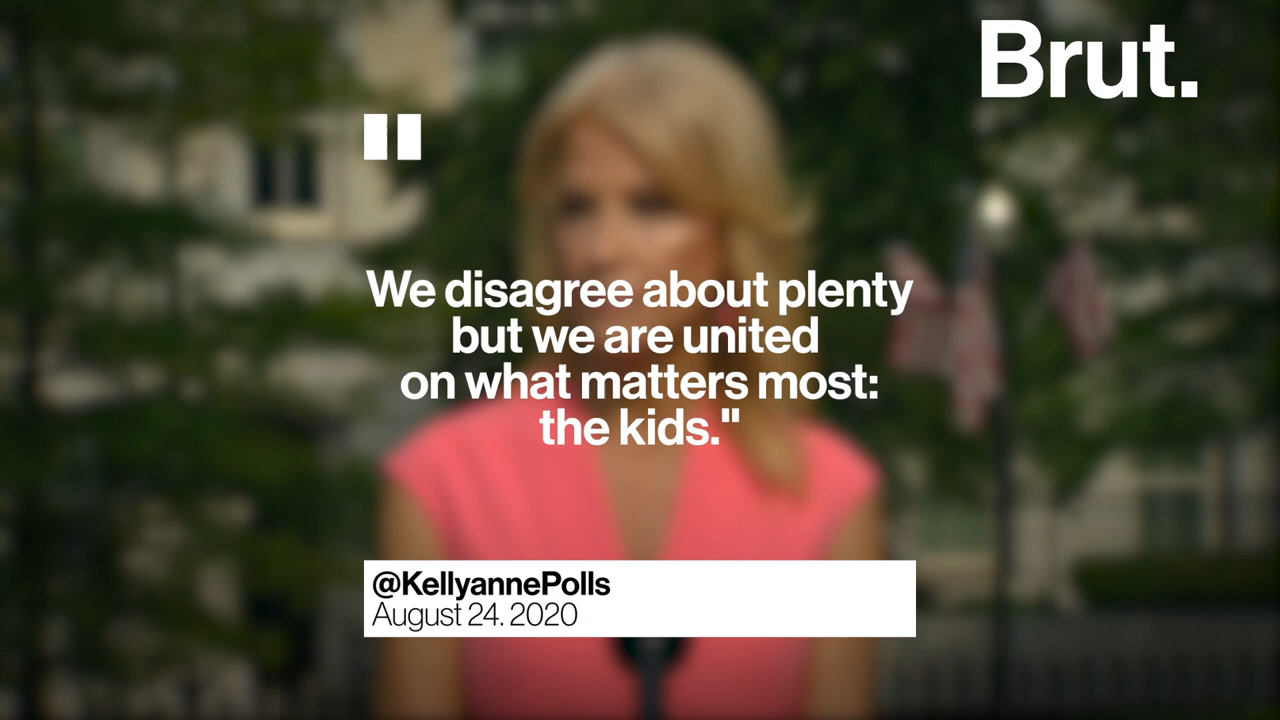 Brut.
"
We disagree about plenty
but we are united
on what matters most:
the kids."
@KellyannePolls
August 24. 2020